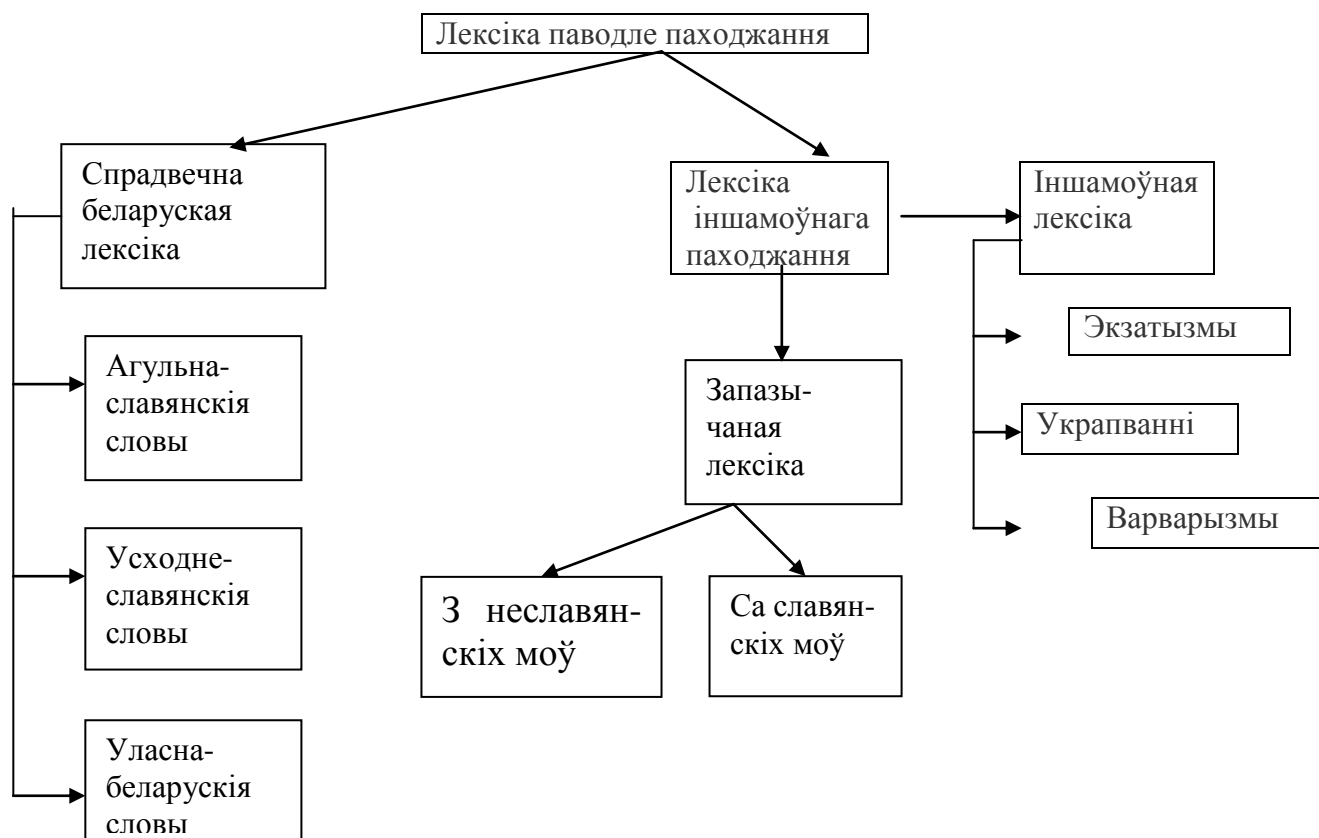 Лексіка паводле паходжання
Спрадвечна
беларуская
лексіка
Лексіка
іншамоўнага
паходжання
Іншамоўная
лексіка
Экзатызмы
Агульна-
славянскія
словы
Запазы-
чаная
лексіка
Украпванні
Варварызмы
Усходне-
славянскія
словы
З неславян-
скіх моў
Са славян-
скіх моў
Уласна-
беларускія
словы